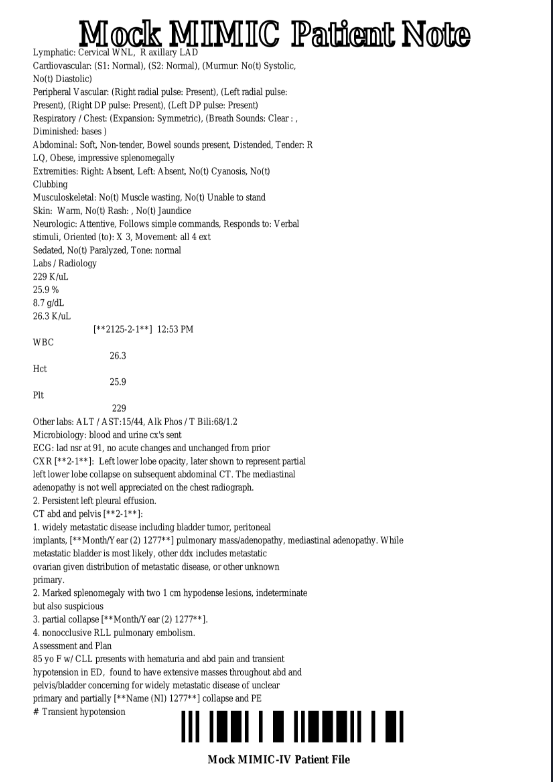 Mock MIMIC Patient Note
Lymphatic: Cervical WNL,  R axillary LAD
Cardiovascular: (S1: Normal), (S2: Normal), (Murmur: No(t) Systolic,
No(t) Diastolic)
Peripheral Vascular: (Right radial pulse: Present), (Left radial pulse:
Present), (Right DP pulse: Present), (Left DP pulse: Present)
Respiratory / Chest: (Expansion: Symmetric), (Breath Sounds: Clear : ,
Diminished: bases )
Abdominal: Soft, Non-tender, Bowel sounds present, Distended, Tender: R
LQ, Obese, impressive splenomegally
Extremities: Right: Absent, Left: Absent, No(t) Cyanosis, No(t)
Clubbing
Musculoskeletal: No(t) Muscle wasting, No(t) Unable to stand
Skin:  Warm, No(t) Rash: , No(t) Jaundice
Neurologic: Attentive, Follows simple commands, Responds to: Verbal
stimuli, Oriented (to): X 3, Movement: all 4 ext
Sedated, No(t) Paralyzed, Tone: normal
Labs / Radiology
229 K/uL
25.9 %
8.7 g/dL
26.3 K/uL
[**2125-2-1**]  12:53 PM
WBC
26.3
Hct
25.9
Plt
229
Other labs: ALT / AST:15/44, Alk Phos / T Bili:68/1.2
Microbiology: blood and urine cx's sent
ECG: lad nsr at 91, no acute changes and unchanged from prior
CXR [**2-1**]:  Left lower lobe opacity, later shown to represent partial
left lower lobe collapse on subsequent abdominal CT. The mediastinal
adenopathy is not well appreciated on the chest radiograph.
2. Persistent left pleural effusion.
CT abd and pelvis [**2-1**]:
1. widely metastatic disease including bladder tumor, peritoneal
implants, [**Month/Year (2) 1277**] pulmonary mass/adenopathy, mediastinal adenopathy. While
metastatic bladder is most likely, other ddx includes metastatic
ovarian given distribution of metastatic disease, or other unknown
primary.
2. Marked splenomegaly with two 1 cm hypodense lesions, indeterminate
but also suspicious
3. partial collapse [**Month/Year (2) 1277**].
4. nonocclusive RLL pulmonary embolism.
Assessment and Plan
85 yo F w/ CLL presents with hematuria and abd pain and transient
hypotension in ED,  found to have extensive masses throughout abd and
pelvis/bladder concerning for widely metastatic disease of unclear
primary and partially [**Name (NI) 1277**] collapse and PE
# Transient hypotension
Mock MIMIC-IV Patient File